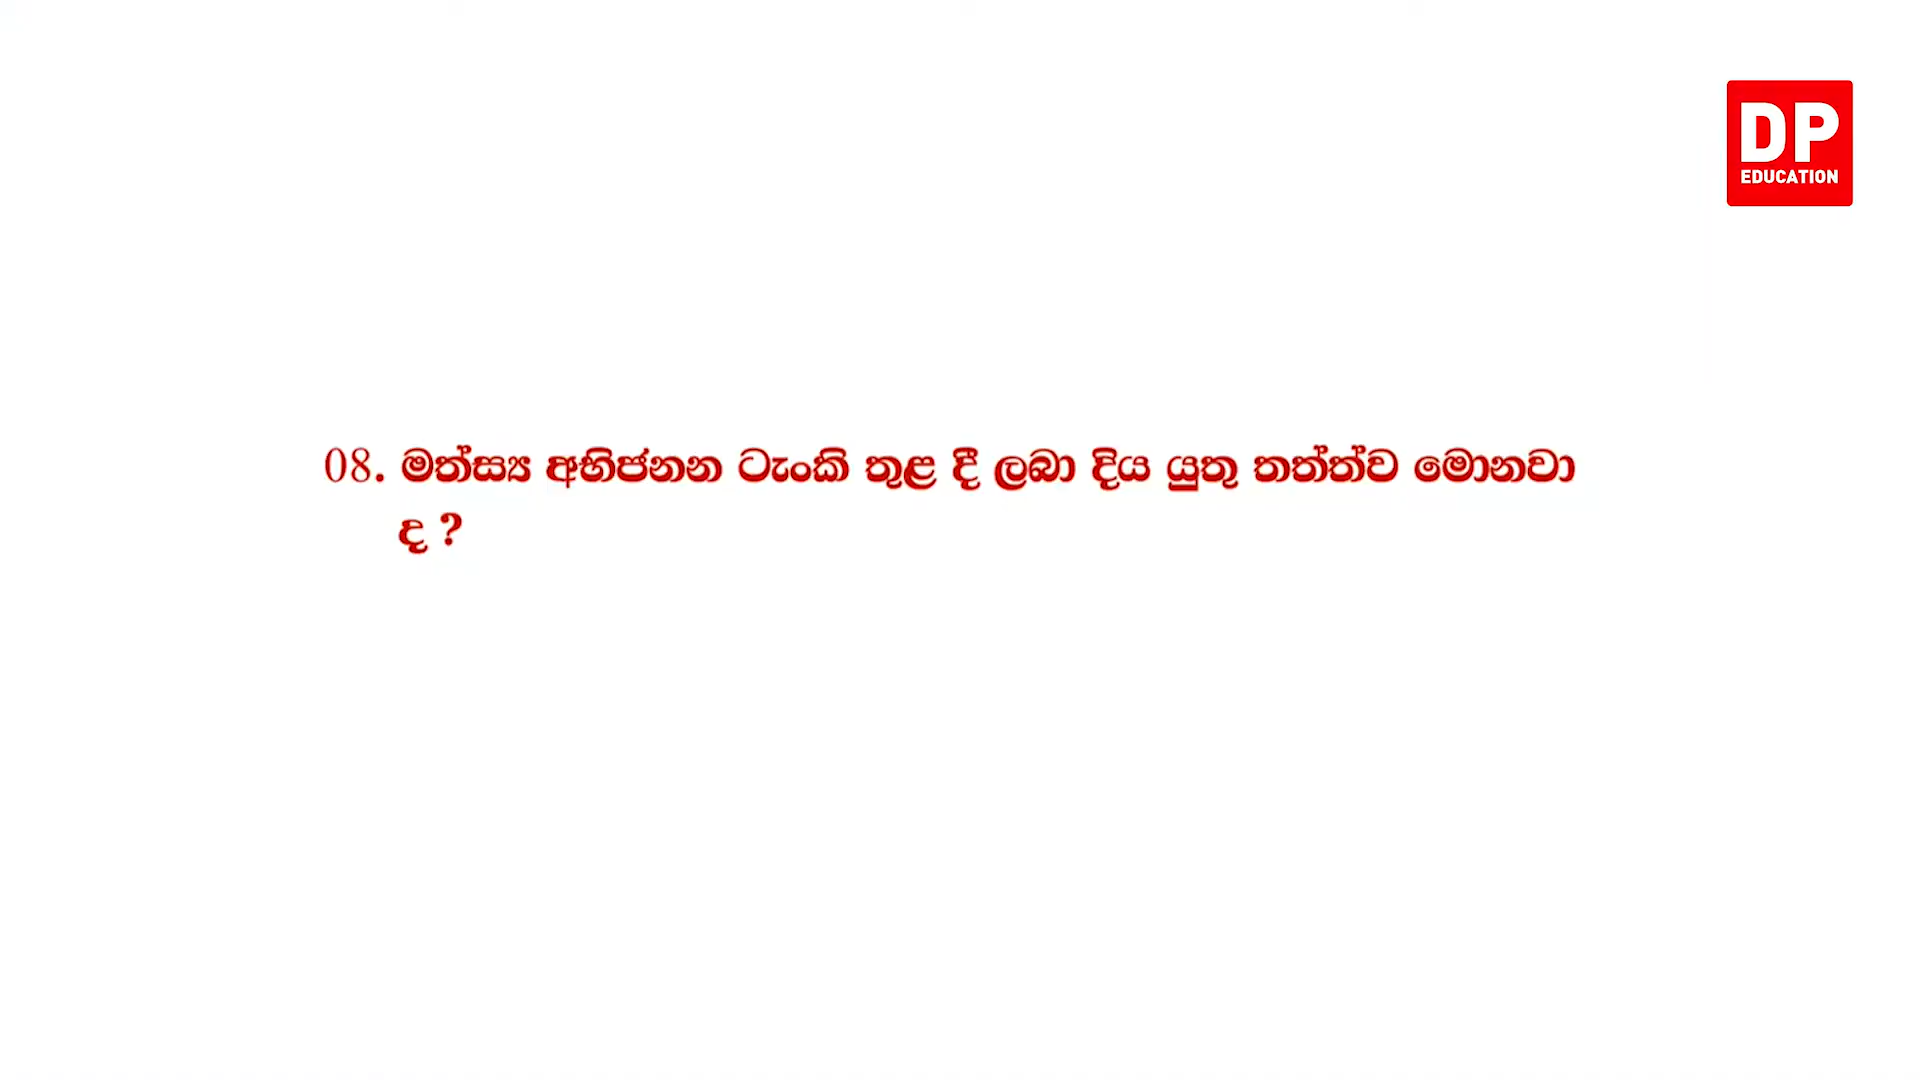 DP
EDUCATION
08. මත්ස්‍ය අභිජනන ටැංකි තුළ දී ලබා දිය යුතු තත්ත්ව මොනවා
ද ?